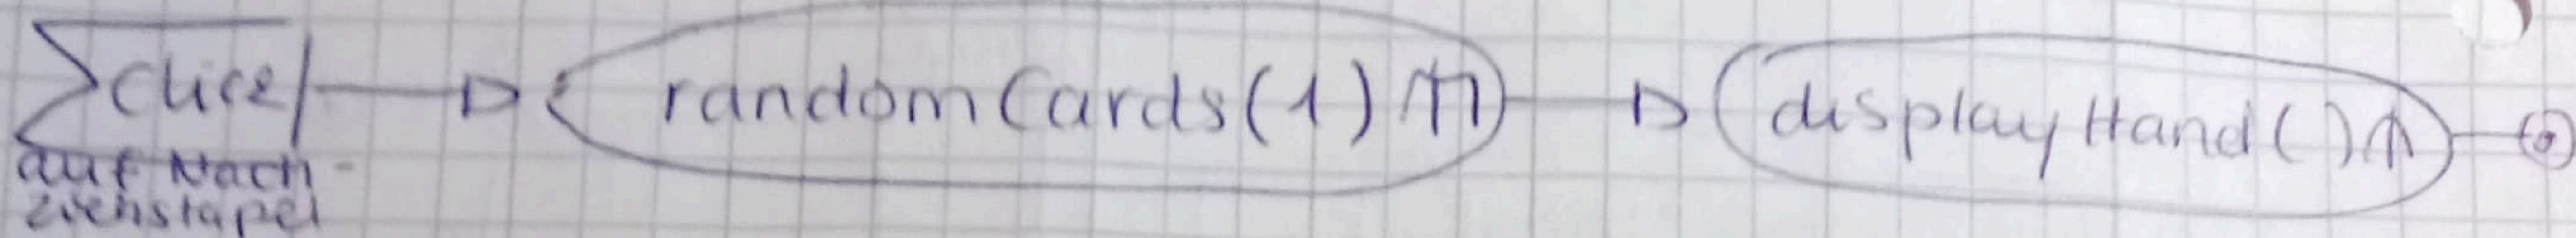 click
auf Nach-
ziehstapel
randomCards(1)
displayHand()